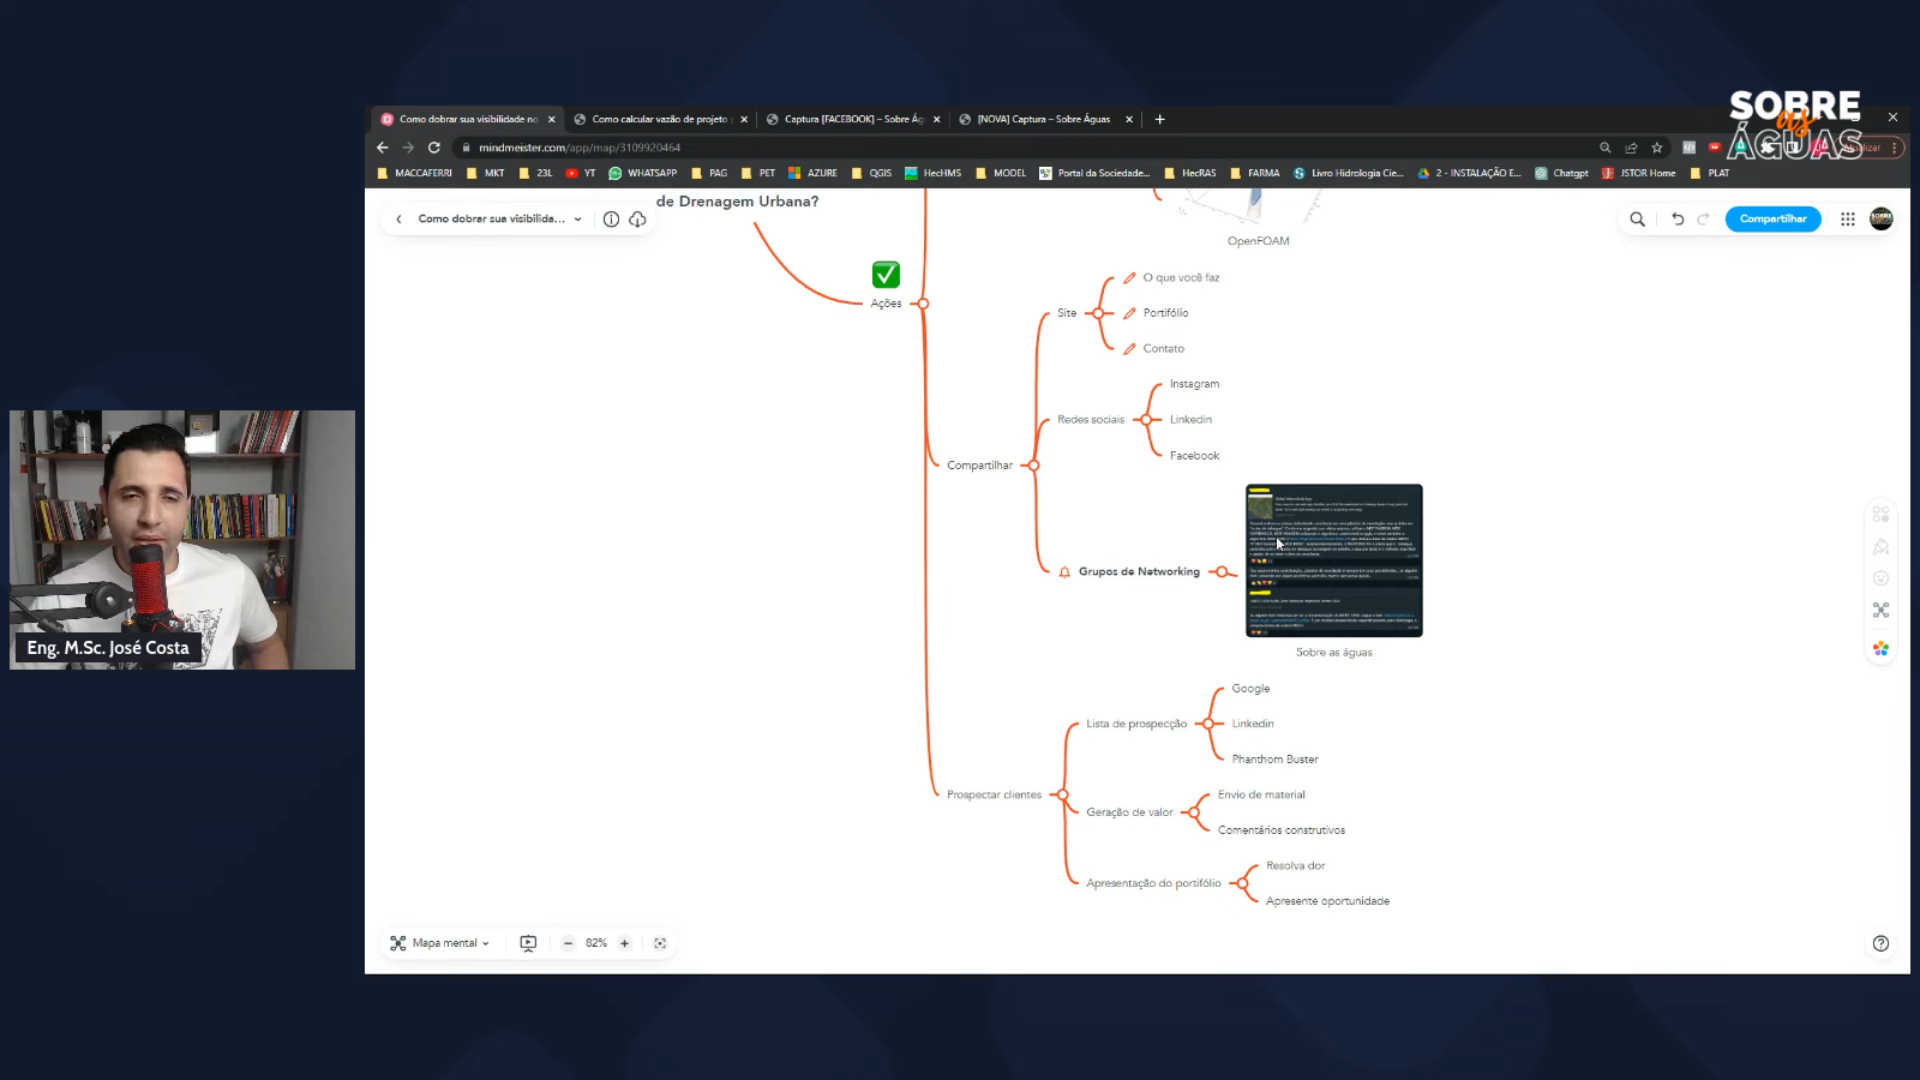 SOBRE
as
ÁGUAS
Como dobrar sua visibilidade no
Como calcular vazão de projeto
Captura [FACEBOOK] – Sobre Ág
[NOVA] Captura – Sobre Águas
mindmeister.com/app/map/3109920464
MACCAFERRI
MKT
23L
YT
WHATSAPP
PAG
PET
AZURE
QGIS
HecHMS
MODEL
Portal da Sociedade...
HecRAS
FARMA
Livro Hidrologia Cie...
2 - INSTALAÇÃO E...
Chatgpt
JSTOR Home
PLAT
Como dobrar sua visibilida...
de Drenagem Urbana?
Compartilhar
OpenFOAM
Ações
Site
O que você faz
Portifólio
Contato
Redes sociais
Instagram
Linkedin
Facebook
Compartilhar
Grupos de Networking
Sobre as águas
Prospectar clientes
Lista de prospecção
Google
Linkedin
Phanthom Buster
Geração de valor
Envio de material
Comentários construtivos
Apresentação do portifólio
Resolva dor
Apresente oportunidade
Eng. M.Sc. José Costa
Mapa mental
82%